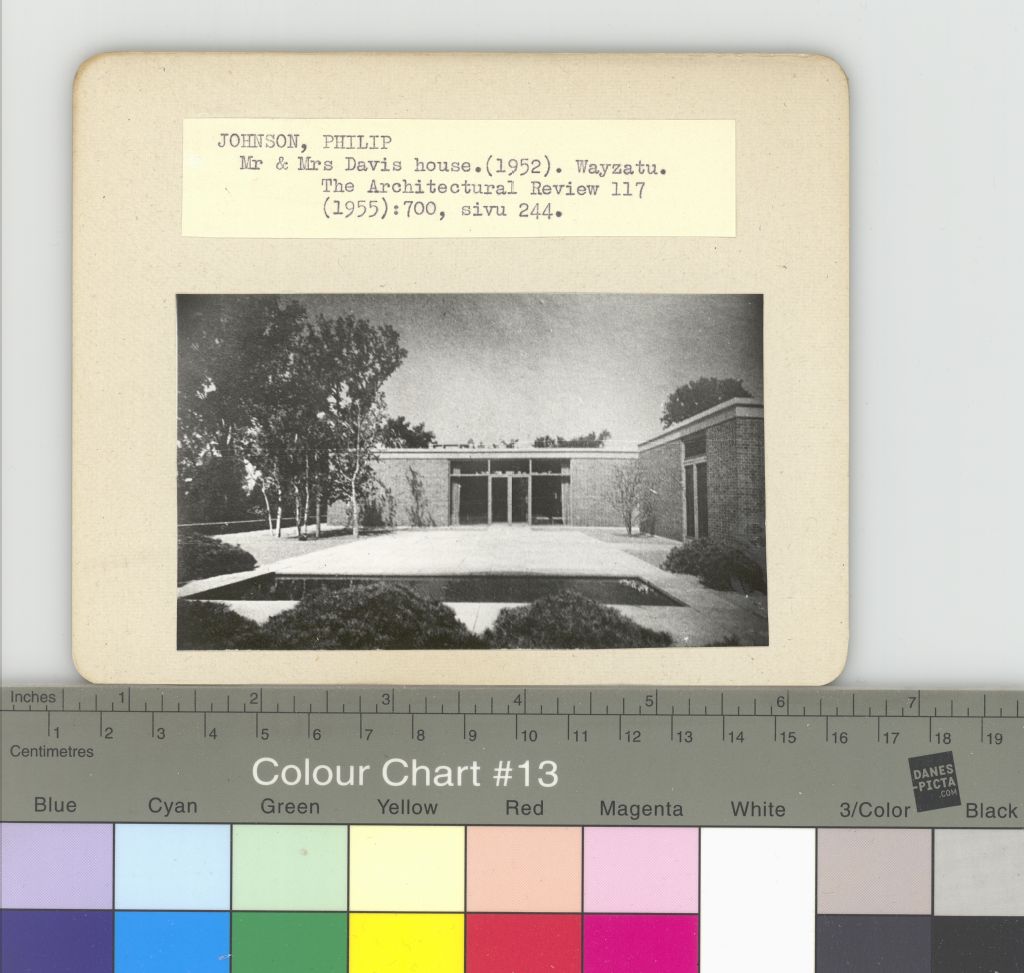 JOHNSON, PHILIP
Mr & Mrs Davis house.(1952). Wayzatu.
The Architectural Review 117
(1955):700, sivu 244.
Inches 1 2 3 4 5 6 7
1 2 3 4 5 6 7 8 9 10 11 12 13 14 15 16 17 18 19
Centimetres
Colour Chart #13
DANES
-PICTA
.COM
Blue Cyan Green Yellow Red Magenta White 3/Color Black